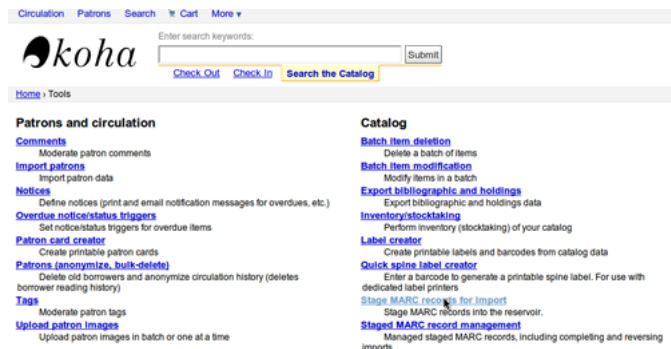 Circulation Patrons Search Cart More ▾
Enter search keywords:
koha
Submit
Check Out Check In Search the Catalog
Home › Tools
Patrons and circulation
Comments
Moderate patron comments
Import patrons
Import patron data
Notices
Define notices (print and email notification messages for overdues, etc.)
Overdue notice/status triggers
Set notice/status triggers for overdue items
Patron card creator
Create printable patron cards
Patrons (anonymize, bulk-delete)
Delete old borrowers and anonymize circulation history (deletes
borrower reading history)
Tags
Moderate patron tags
Upload patron images
Upload patron images in batch or one at a time
Catalog
Batch item deletion
Delete a batch of items
Batch item modification
Modify items in a batch
Export bibliographic and holdings
Export bibliographic and holdings data
Inventory/stocktaking
Perform inventory (stocktaking) of your catalog
Label creator
Create printable labels and barcodes from catalog data
Quick spine label creator
Enter a barcode to generate a printable spine label. For use with
dedicated label printers
Stage MARC records for import
Stage MARC records into the reservoir.
Staged MARC record management
Managed staged MARC records, including completing and reversing
imports